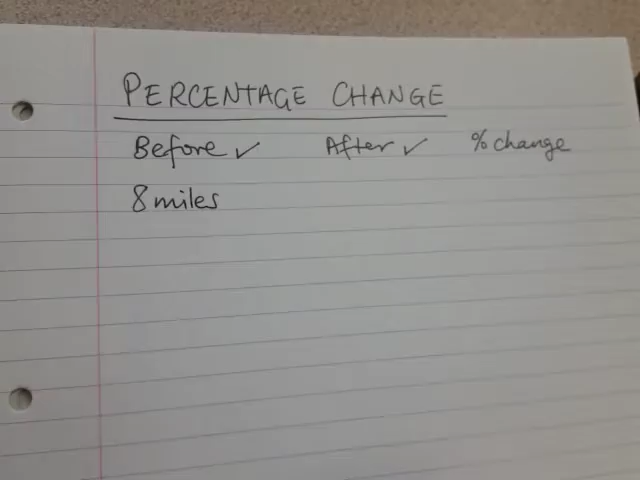 PERCENTAGE CHANGE
Before ✓ After ✓ % change
8 miles